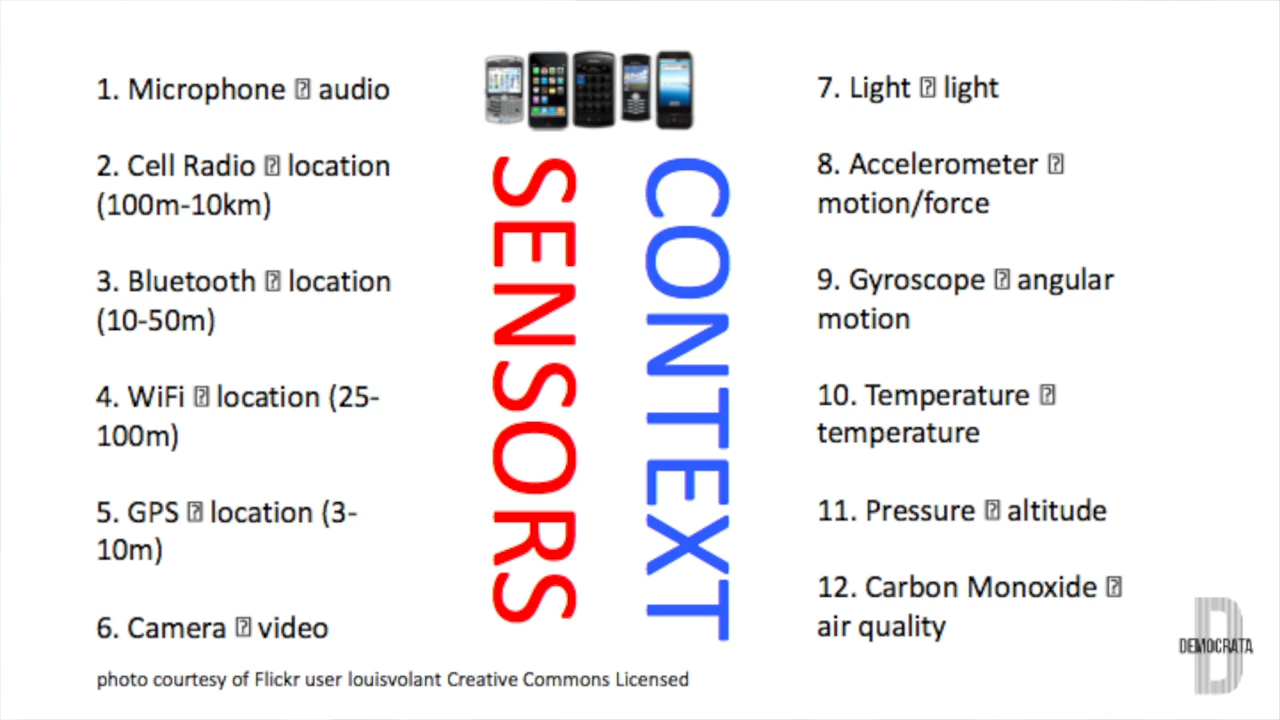 1. Microphone ⍰ audio
2. Cell Radio ⍰ location
(100m-10km)
3. Bluetooth ⍰ location
(10-50m)
4. WiFi ⍰ location (25-
100m)
5. GPS ⍰ location (3-
10m)
6. Camera ⍰ video
SENSORS
CONTEXT
7. Light ⍰ light
8. Accelerometer ⍰
motion/force
9. Gyroscope ⍰ angular
motion
10. Temperature ⍰
temperature
11. Pressure ⍰ altitude
12. Carbon Monoxide ⍰
air quality
photo courtesy of Flickr user louisvolant Creative Commons Licensed
D
DEMOCRATA